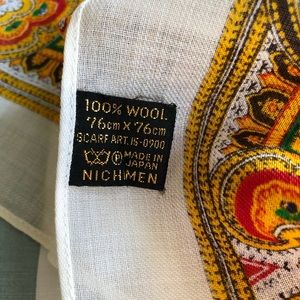 100% WOOL
76cm x 76cm
SCARF ART. IS-0900
P MADE IN
JAPAN
NICHMEN